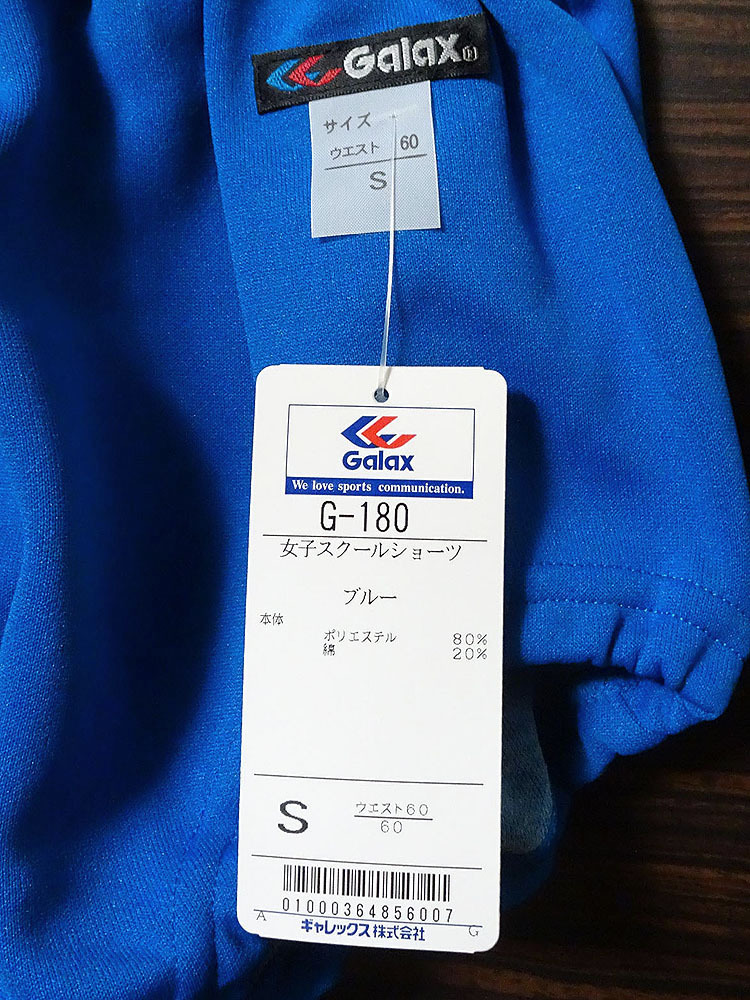 Galax®
サイズ
ウエスト 60
S
Galax
We love sports communication.
G-180
女子スクールショーツ
ブルー
本体
ポリエステル 80%
綿 20%
S
ウエスト60
60
01000364856007
A ギャレックス株式会社 G